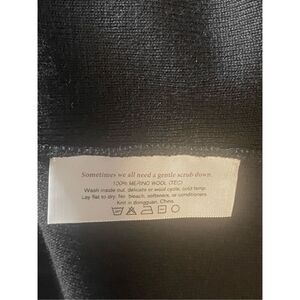 Sometimes we all need a gentle scrub down.
100% MERINO WOOL (TEC)
Wash inside out, delicate or wool cycle, cold temp.
Lay flat to dry. No bleach, softeners, or conditioners.
Knit in dongguan, China.